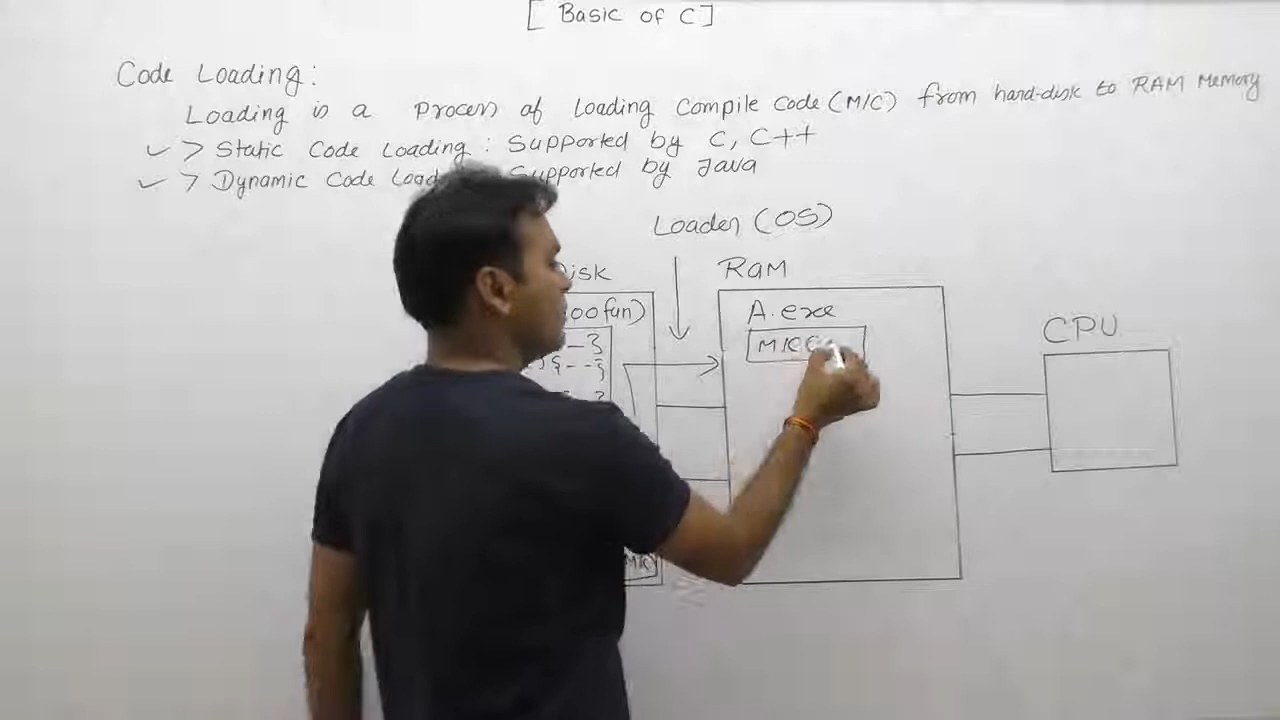 [ Basic of C ]
Code Loading :
Loading is a Process of Loading Compile Code (M/C) from hard-disk to RAM Memory
> Static Code Loading : Supported by C, C++
> Dynamic Code Supported by Java
Loader (OS)
Disk
RAM
A.exe
CPU